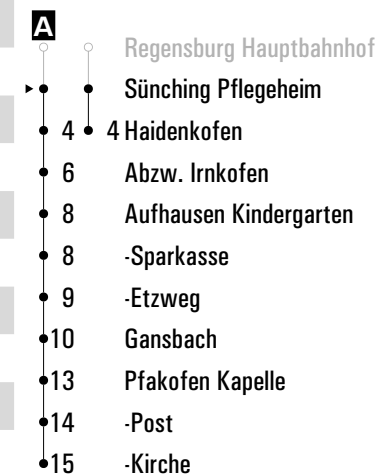 A
Regensburg Hauptbahnhof
Sünching Pflegeheim
4 4 Haidenkofen
6 Abzw. Irnkofen
8 Aufhausen Kindergarten
8 -Sparkasse
9 -Etzweg
10 Gansbach
13 Pfakofen Kapelle
14 -Post
15 -Kirche